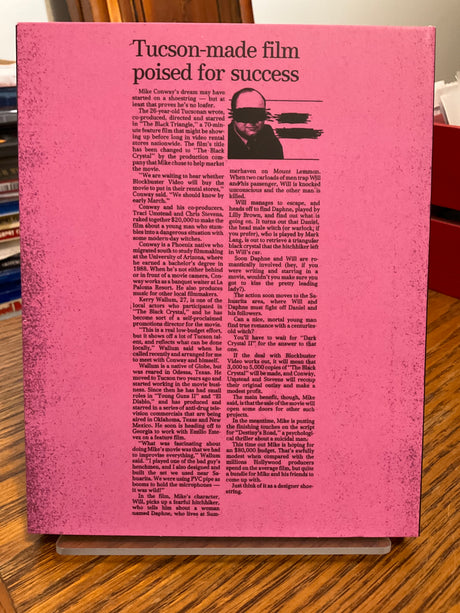 Tucson-made film
poised for success
Mike Conway's dream may have
started on a shoestring — but at
least that proves he's no loafer.
The 26-year-old Tucsonan wrote,
co-produced, directed and starred
in "The Black Triangle," a 70-min-
ute feature film that might be show-
ing up before long in video rental
stores nationwide. The film's title
has been changed to "The Black
Crystal" by the production com-
pany that Mike chose to help market
the movie.
"We are waiting to hear whether
Blockbuster Video will buy the
movie to put in their rental stores,"
Conway said. "We should know by
early March."
Conway and his co-producers,
Traci Umstead and Chris Stevens,
raked together $20,000 to make the
film about a young man who stum-
bles into a dangerous situation with
some modern-day witches.
Conway is a Phoenix native who
migrated south to study filmmaking
at the University of Arizona, where
he earned a bachelor's degree in
1988. When he's not either behind
or in front of a movie camera, Con-
way works as a banquet waiter at La
Paloma Resort. He also produces
music for other local filmmakers.
Kerry Wallum, 27, is one of the
local actors who participated in
"The Black Crystal," and he has
become sort of a self-proclaimed
promotions director for the movie.
"This is a real low-budget effort,
but it shows off a lot of Tucson tal-
ent, and reflects what can be done
locally," Wallum said when he
called recently and arranged for me
to meet with Conway and himself.
Wallum is a native of Globe, but
was reared in Odessa, Texas. He
moved to Tucson two years ago and
started working in the movie busi-
ness. Since then he has had small
roles in "Young Guns II" and "El
Diablo," and has produced and
starred in a series of anti-drug tele-
vision commercials that are being
aired in Oklahoma, Texas and New
Mexico. He soon is heading off to
Georgia to work with Emilio Este-
vez on a feature film.
"What was fascinating about
doing Mike's movie was that we had
to improvise everything," Wallum
said. "I played one of the bad guy's
henchmen, and I also designed and
built the set we used near Sa-
huarita. We were using PVC pipe as
booms to hold the microphones —
it was wild!"
In the film, Mike's character,
Will, picks up a fearful hitchhiker,
who tells him about a woman
named Daphne, who lives at Sum-
merhaven on Mount Lemmon.
When two carloads of men trap Will
and his passenger, Will is knocked
unconscious and the other man is
killed.
Will manages to escape, and
heads off to find Daphne, played by
Lilly Brown, and find out what is
going on. It turns out that Daniel,
the head male witch (or warlock; if
you prefer), who is played by Mark
Lang, is out to retrieve a triangular
black crystal that the hitchhiker left
in Will's car.
Soon Daphne and Will are ro-
mantically involved (hey, if you
were writing and starring in a
movie, wouldn't you make sure you
got to kiss the pretty leading
lady?).
The action soon moves to the Sa-
huarita area, where Will and
Daphne must fight off Daniel and
his followers.
Can a nice, mortal young man
find true romance with a centuries-
old witch?
You'll have to wait for "Dark
Crystal II" for the answer to that
one.
If the deal with Blockbuster
Video works out, it will mean that
3,000 to 5,000 copies of "The Black
Crystal" will be made, and Conway,
Umstead and Stevens will recoup
their original outlay and make a
modest profit.
The main benefit, though, Mike
said, is that the sale of the movie will
open some doors for other such
projects.
In the meantime, Mike is putting
the finishing touches on the script
for "Destiny's Road," a psychologi-
cal thriller about a suicidal man.
This time out Mike is hoping for
an $80,000 budget. That's awfully
modest when compared with the
millions Hollywood producers
spend on the average film, but quite
a bundle for Mike and his friends to
come up with.
Just think of it as a designer shoe-
string.